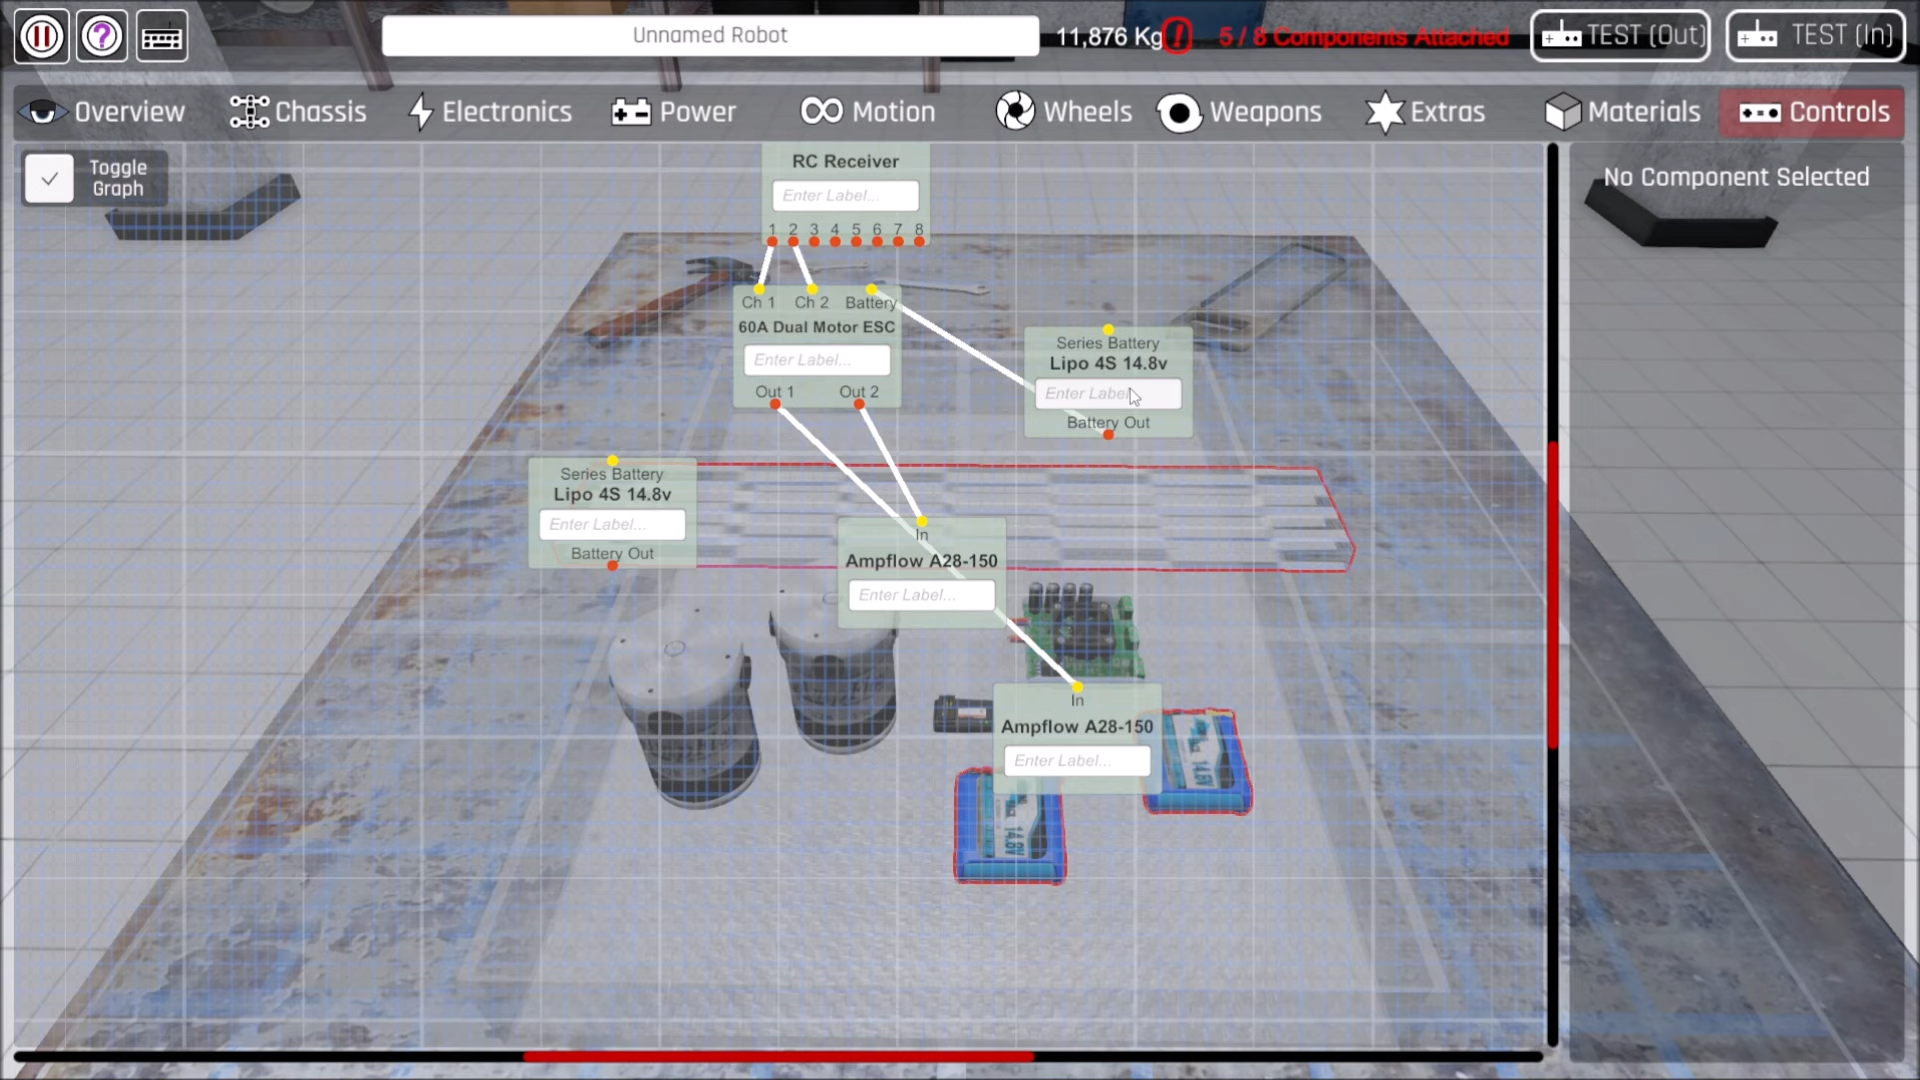 Unnamed Robot
11,876 Kg
5 / 8 Components Attached
TEST (Out)
TEST (In)
Overview
Chassis
Electronics
Power
Motion
Wheels
Weapons
Extras
Materials
Controls
Toggle
Graph
No Component Selected
RC Receiver
Enter Label...
1 2 3 4 5 6 7 8
Ch 1 Ch 2 Battery
60A Dual Motor ESC
Enter Label...
Out 1 Out 2
Series Battery
Lipo 4S 14.8v
Enter Label
Battery Out
Series Battery
Lipo 4S 14.8v
Enter Label...
Battery Out
In
Ampflow A28-150
Enter Label...
In
Ampflow A28-150
Enter Label...
14.8V
14.8V